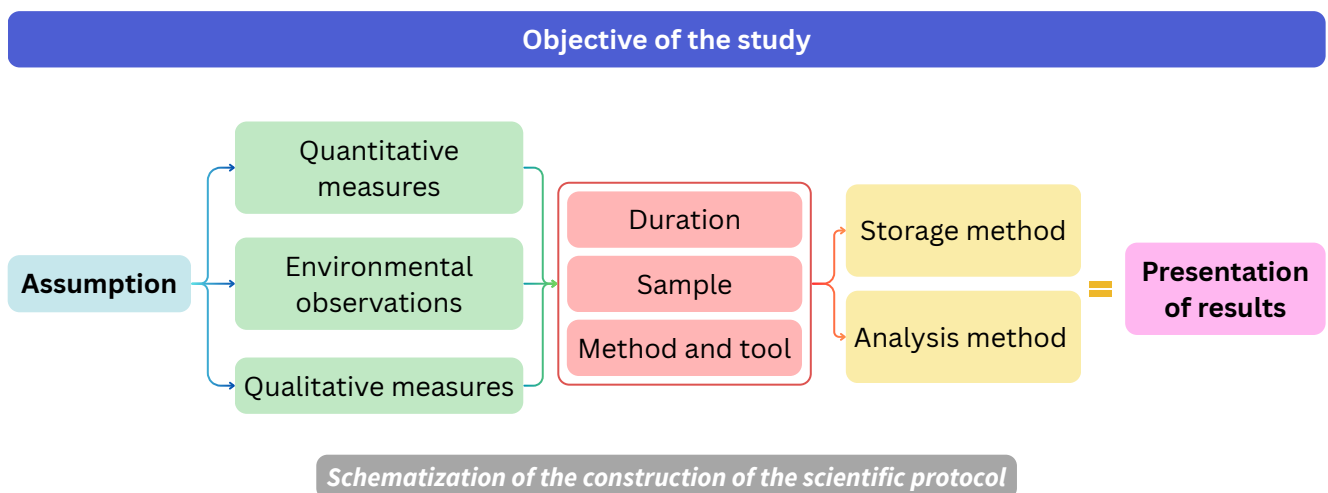 Objective of the study
Quantitative
measures
Environmental
observations
Qualitative measures
Assumption
Duration
Sample
Method and tool
Storage method
Analysis method
=
Presentation
of results
Schematization of the construction of the scientific protocol